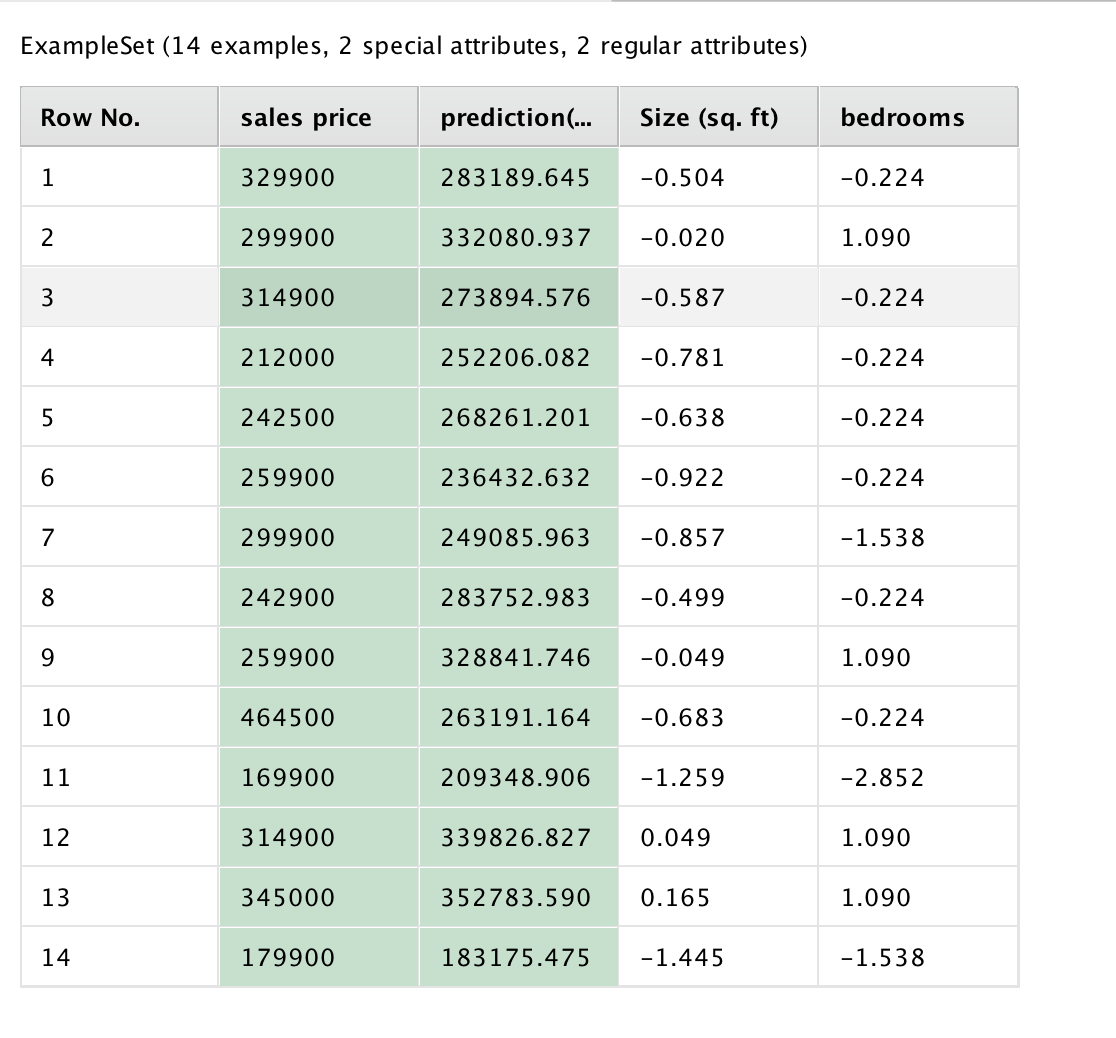 ExampleSet (14 examples, 2 special attributes, 2 regular attributes)
Row No. sales price prediction(... Size (sq. ft) bedrooms
1 329900 283189.645 −0.504 −0.224
2 299900 332080.937 −0.020 1.090
3 314900 273894.576 −0.587 −0.224
4 212000 252206.082 −0.781 −0.224
5 242500 268261.201 −0.638 −0.224
6 259900 236432.632 −0.922 −0.224
7 299900 249085.963 −0.857 −1.538
8 242900 283752.983 −0.499 −0.224
9 259900 328841.746 −0.049 1.090
10 464500 263191.164 −0.683 −0.224
11 169900 209348.906 −1.259 −2.852
12 314900 339826.827 0.049 1.090
13 345000 352783.590 0.165 1.090
14 179900 183175.475 −1.445 −1.538